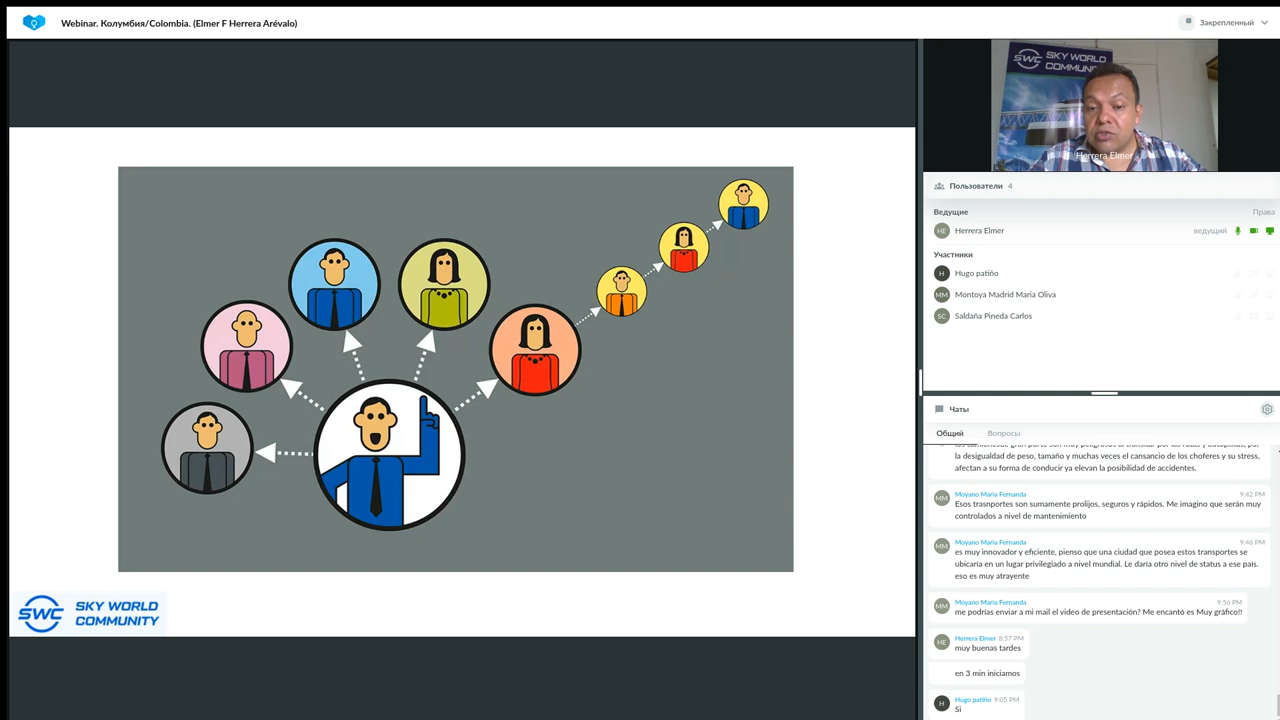 Webinar. Колумбия/Colombia. (Elmer F Herrera Arévalo)
Закрепленный
SWC SKY WORLD
COMMUNITY
SWC SKY WORLD
COMMUN
Herrera Elmer
Пользователи 4
Ведущие Права
HE Herrera Elmer ведущий
Участники
H Hugo patiño
MM Montoya Madrid Maria Oliva
SC Saldaña Pineda Carlos
Чаты
Общий Вопросы
la desigualdad de peso, tamaño y muchas veces el cansancio de los choferes y su stress,
afectan a su forma de conducir ya elevan la posibilidad de accidentes.
MM Moyano Maria Fernanda 9:42 PM
Esos trasnportes son sumamente prolijos, seguros y rápidos. Me imagino que serán muy
controlados a nivel de mantenimiento
MM Moyano Maria Fernanda 9:46 PM
es muy innovador y eficiente, pienso que una ciudad que posea estos transportes se
ubicaría en un lugar privilegiado a nivel mundial. Le daría otro nivel de status a ese país.
eso es muy atrayente
MM Moyano Maria Fernanda 9:56 PM
me podrías enviar a mi mail el video de presentación? Me encantó es Muy gráfico!!
HE Herrera Elmer 8:57 PM
muy buenas tardes
en 3 min iniciamos
H Hugo patiño 9:05 PM
Si